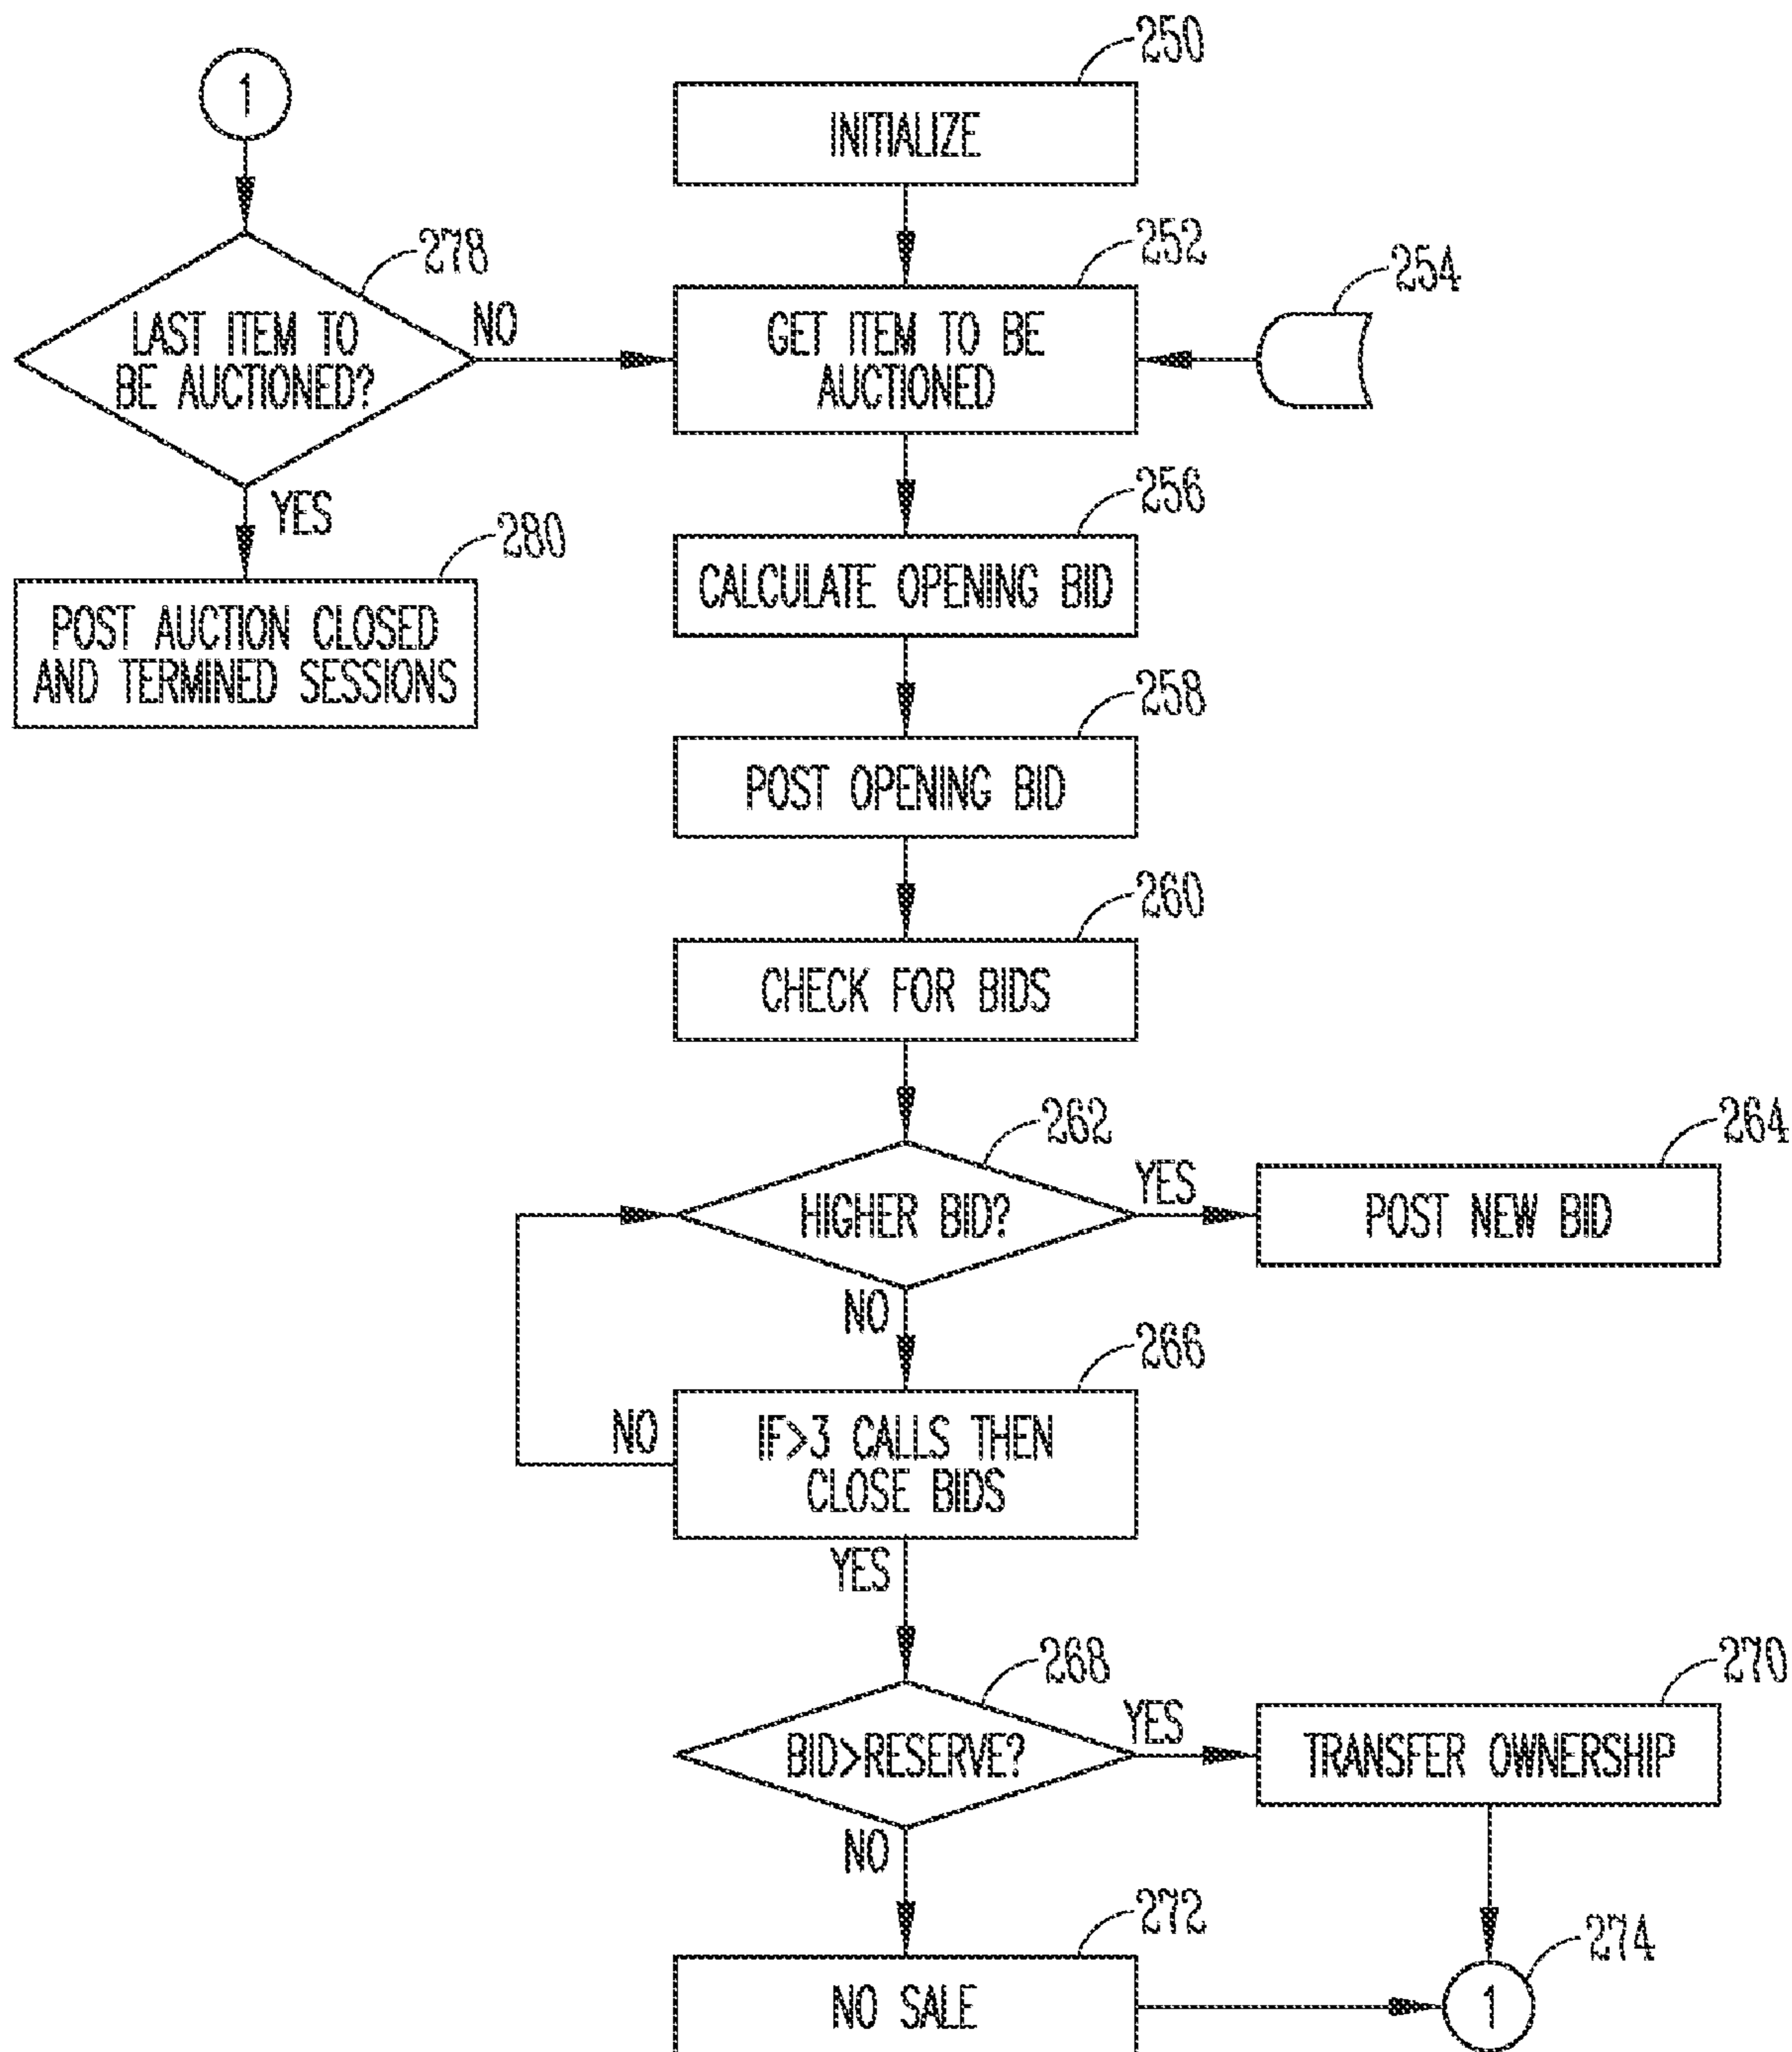 1
250
INITIALIZE
278
LAST ITEM TO
BE AUCTIONED?
NO
YES
280
POST AUCTION CLOSED
AND TERMINED SESSIONS
252
GET ITEM TO BE
AUCTIONED
254
256
CALCULATE OPENING BID
258
POST OPENING BID
260
CHECK FOR BIDS
262
HIGHER BID?
YES
264
POST NEW BID
NO
266
IF>3 CALLS THEN
CLOSE BIDS
NO
YES
268
BID>RESERVE?
YES
270
TRANSFER OWNERSHIP
NO
272
NO SALE
274
1